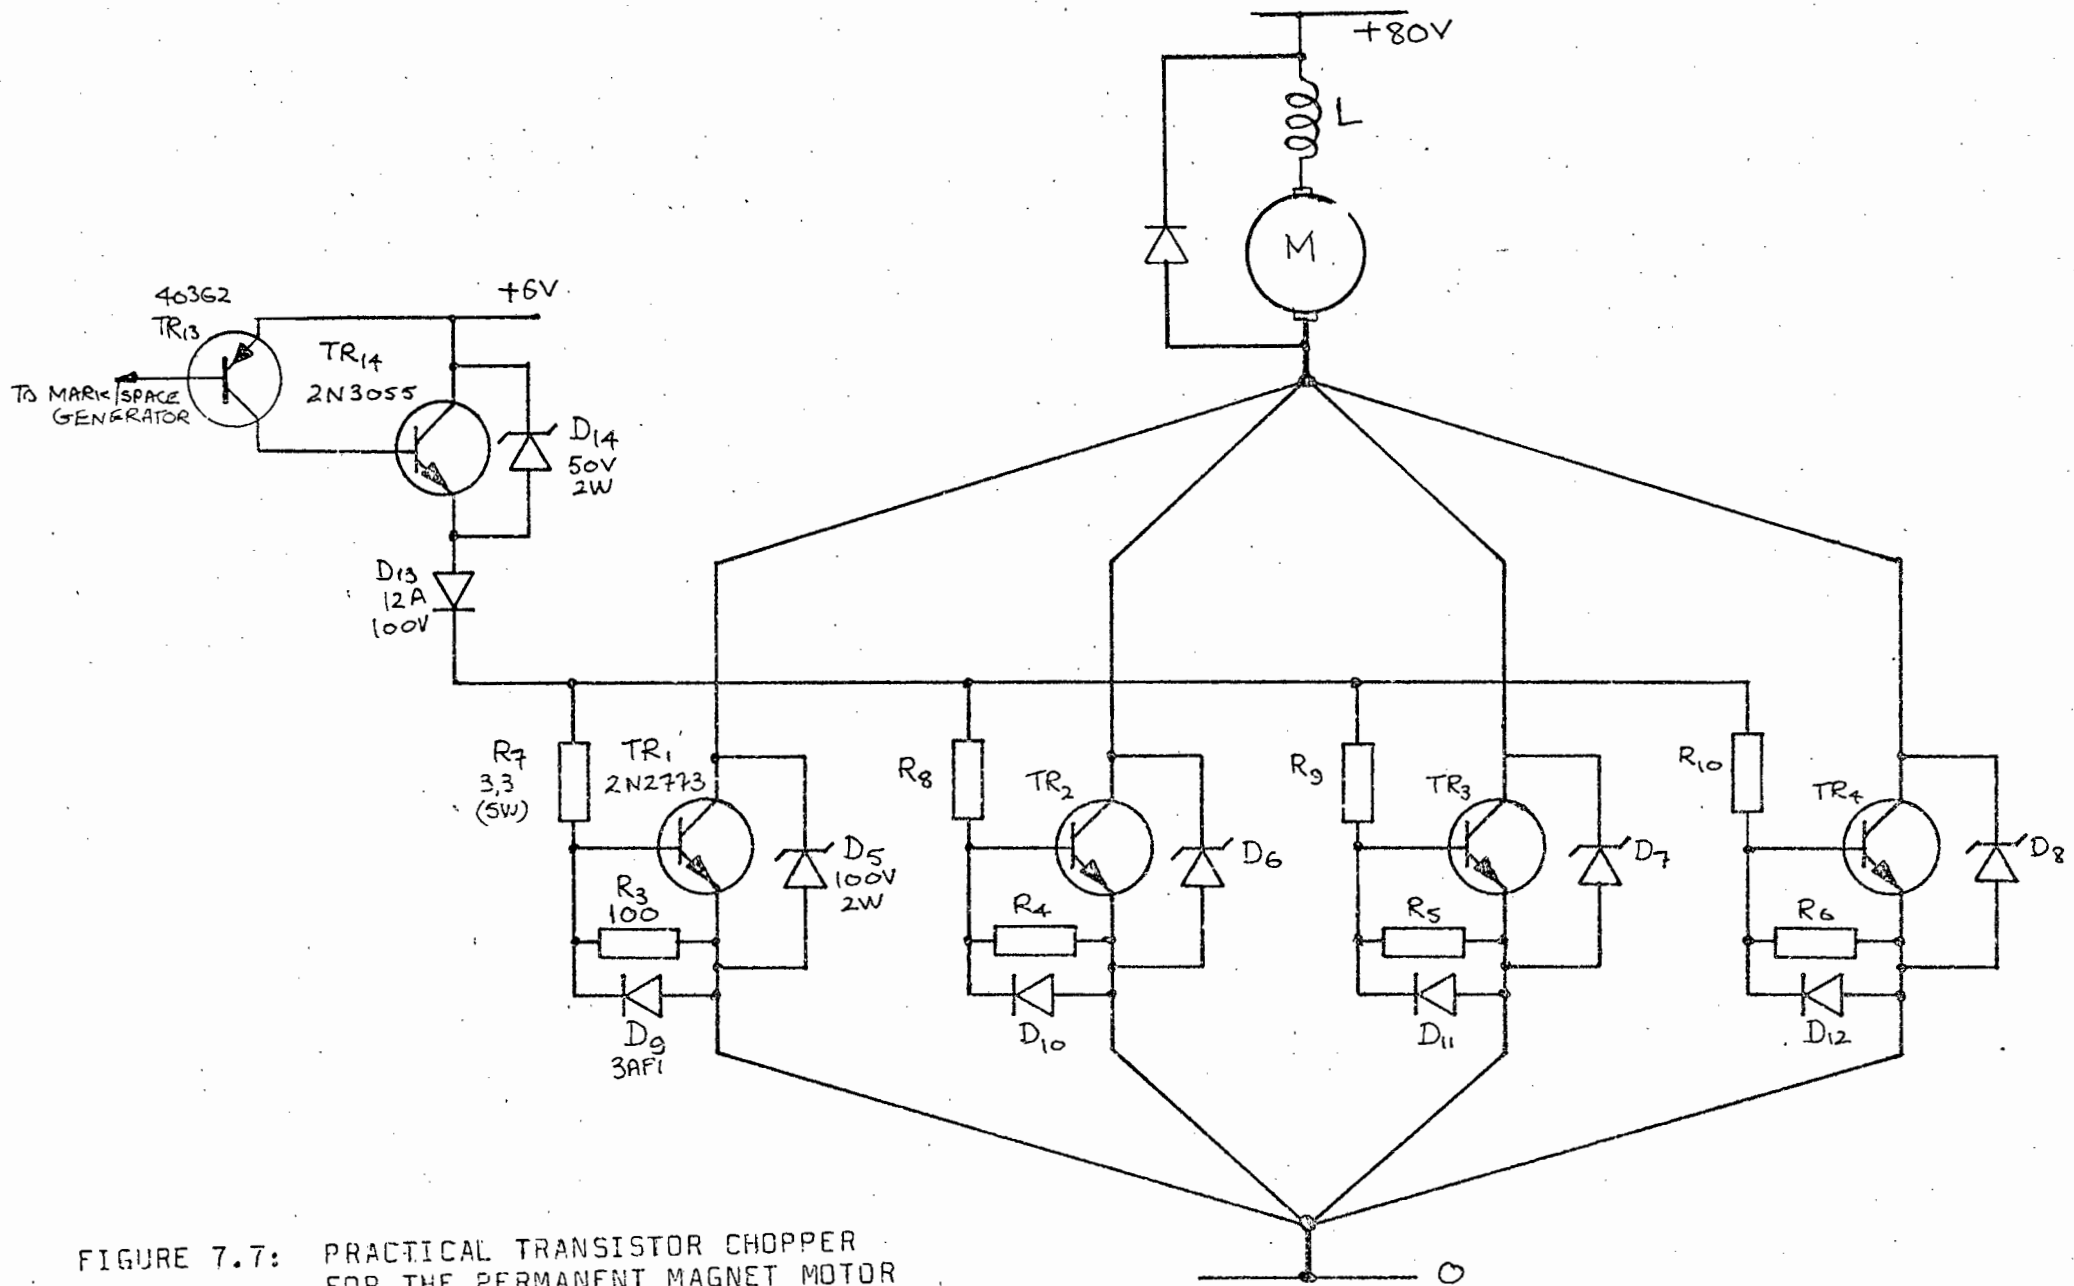 +80V
L
M
+6V
40362
TR13
TR14
2N3055
TO MARK/SPACE
GENERATOR
D14
50V
2W
D13
12A
100V
R7
3,3
(5W)
TR1
2N2773
R8
TR2
R9
TR3
R10
TR4
D5
100V
2W
D6
D7
D8
R3
100
R4
R5
R6
D9
3AF1
D10
D11
D12
O
FIGURE 7.7: PRACTICAL TRANSISTOR CHOPPER
FOR THE PERMANENT MAGNET MOTOR